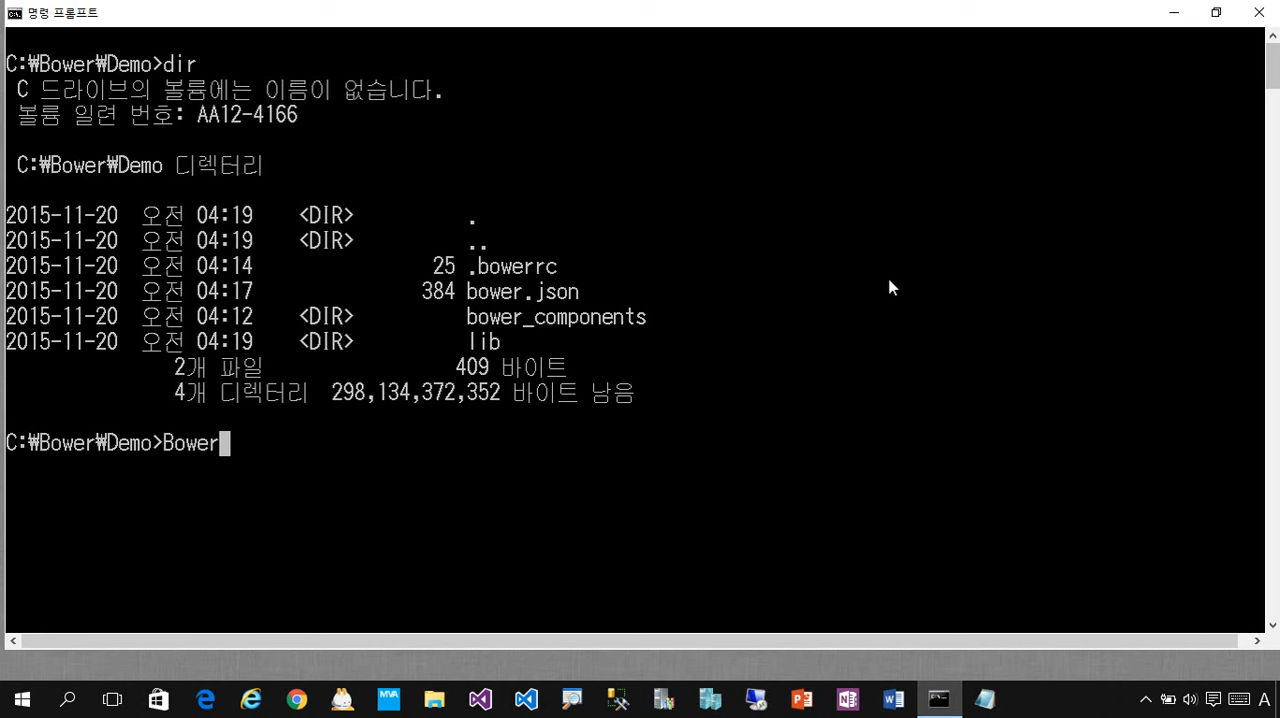 명령 프롬프트
C:\Bower\Demo>dir
C 드라이브의 볼륨에는 이름이 없습니다.
볼륨 일련 번호: AA12-4166
C:\Bower\Demo 디렉터리
2015-11-20 오전 04:19 <DIR> .
2015-11-20 오전 04:19 <DIR> ..
2015-11-20 오전 04:14 25 .bowerrc
2015-11-20 오전 04:17 384 bower.json
2015-11-20 오전 04:12 <DIR> bower_components
2015-11-20 오전 04:19 <DIR> lib
2개 파일 409 바이트
4개 디렉터리 298,134,372,352 바이트 남음
C:\Bower\Demo>Bower
MVA
A